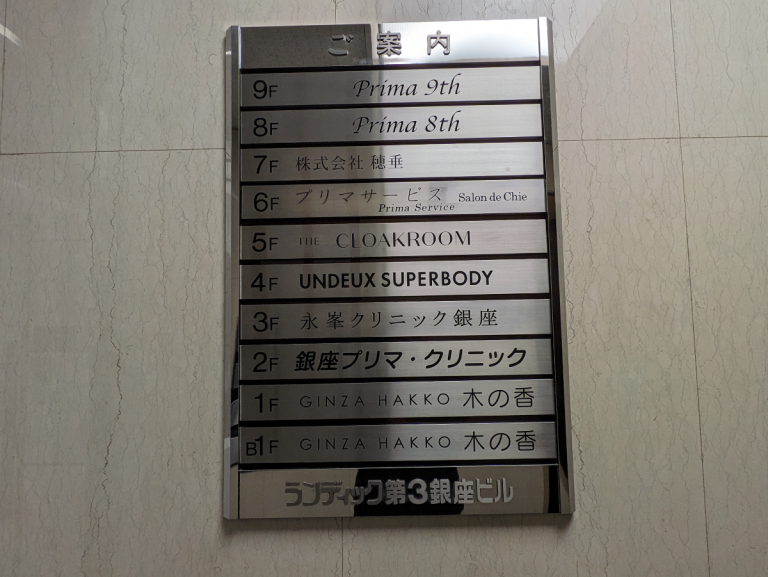 ご案内
9F Prima 9th
8F Prima 8th
7F 株式会社 穂垂
6F プリマサービス Salon de Chie
Prima Service
5F THE CLOAKROOM
4F UNDEUX SUPERBODY
3F 永峯クリニック銀座
2F 銀座プリマ・クリニック
1F GINZA HAKKO 木の香
B1F GINZA HAKKO 木の香
ランディック第3銀座ビル